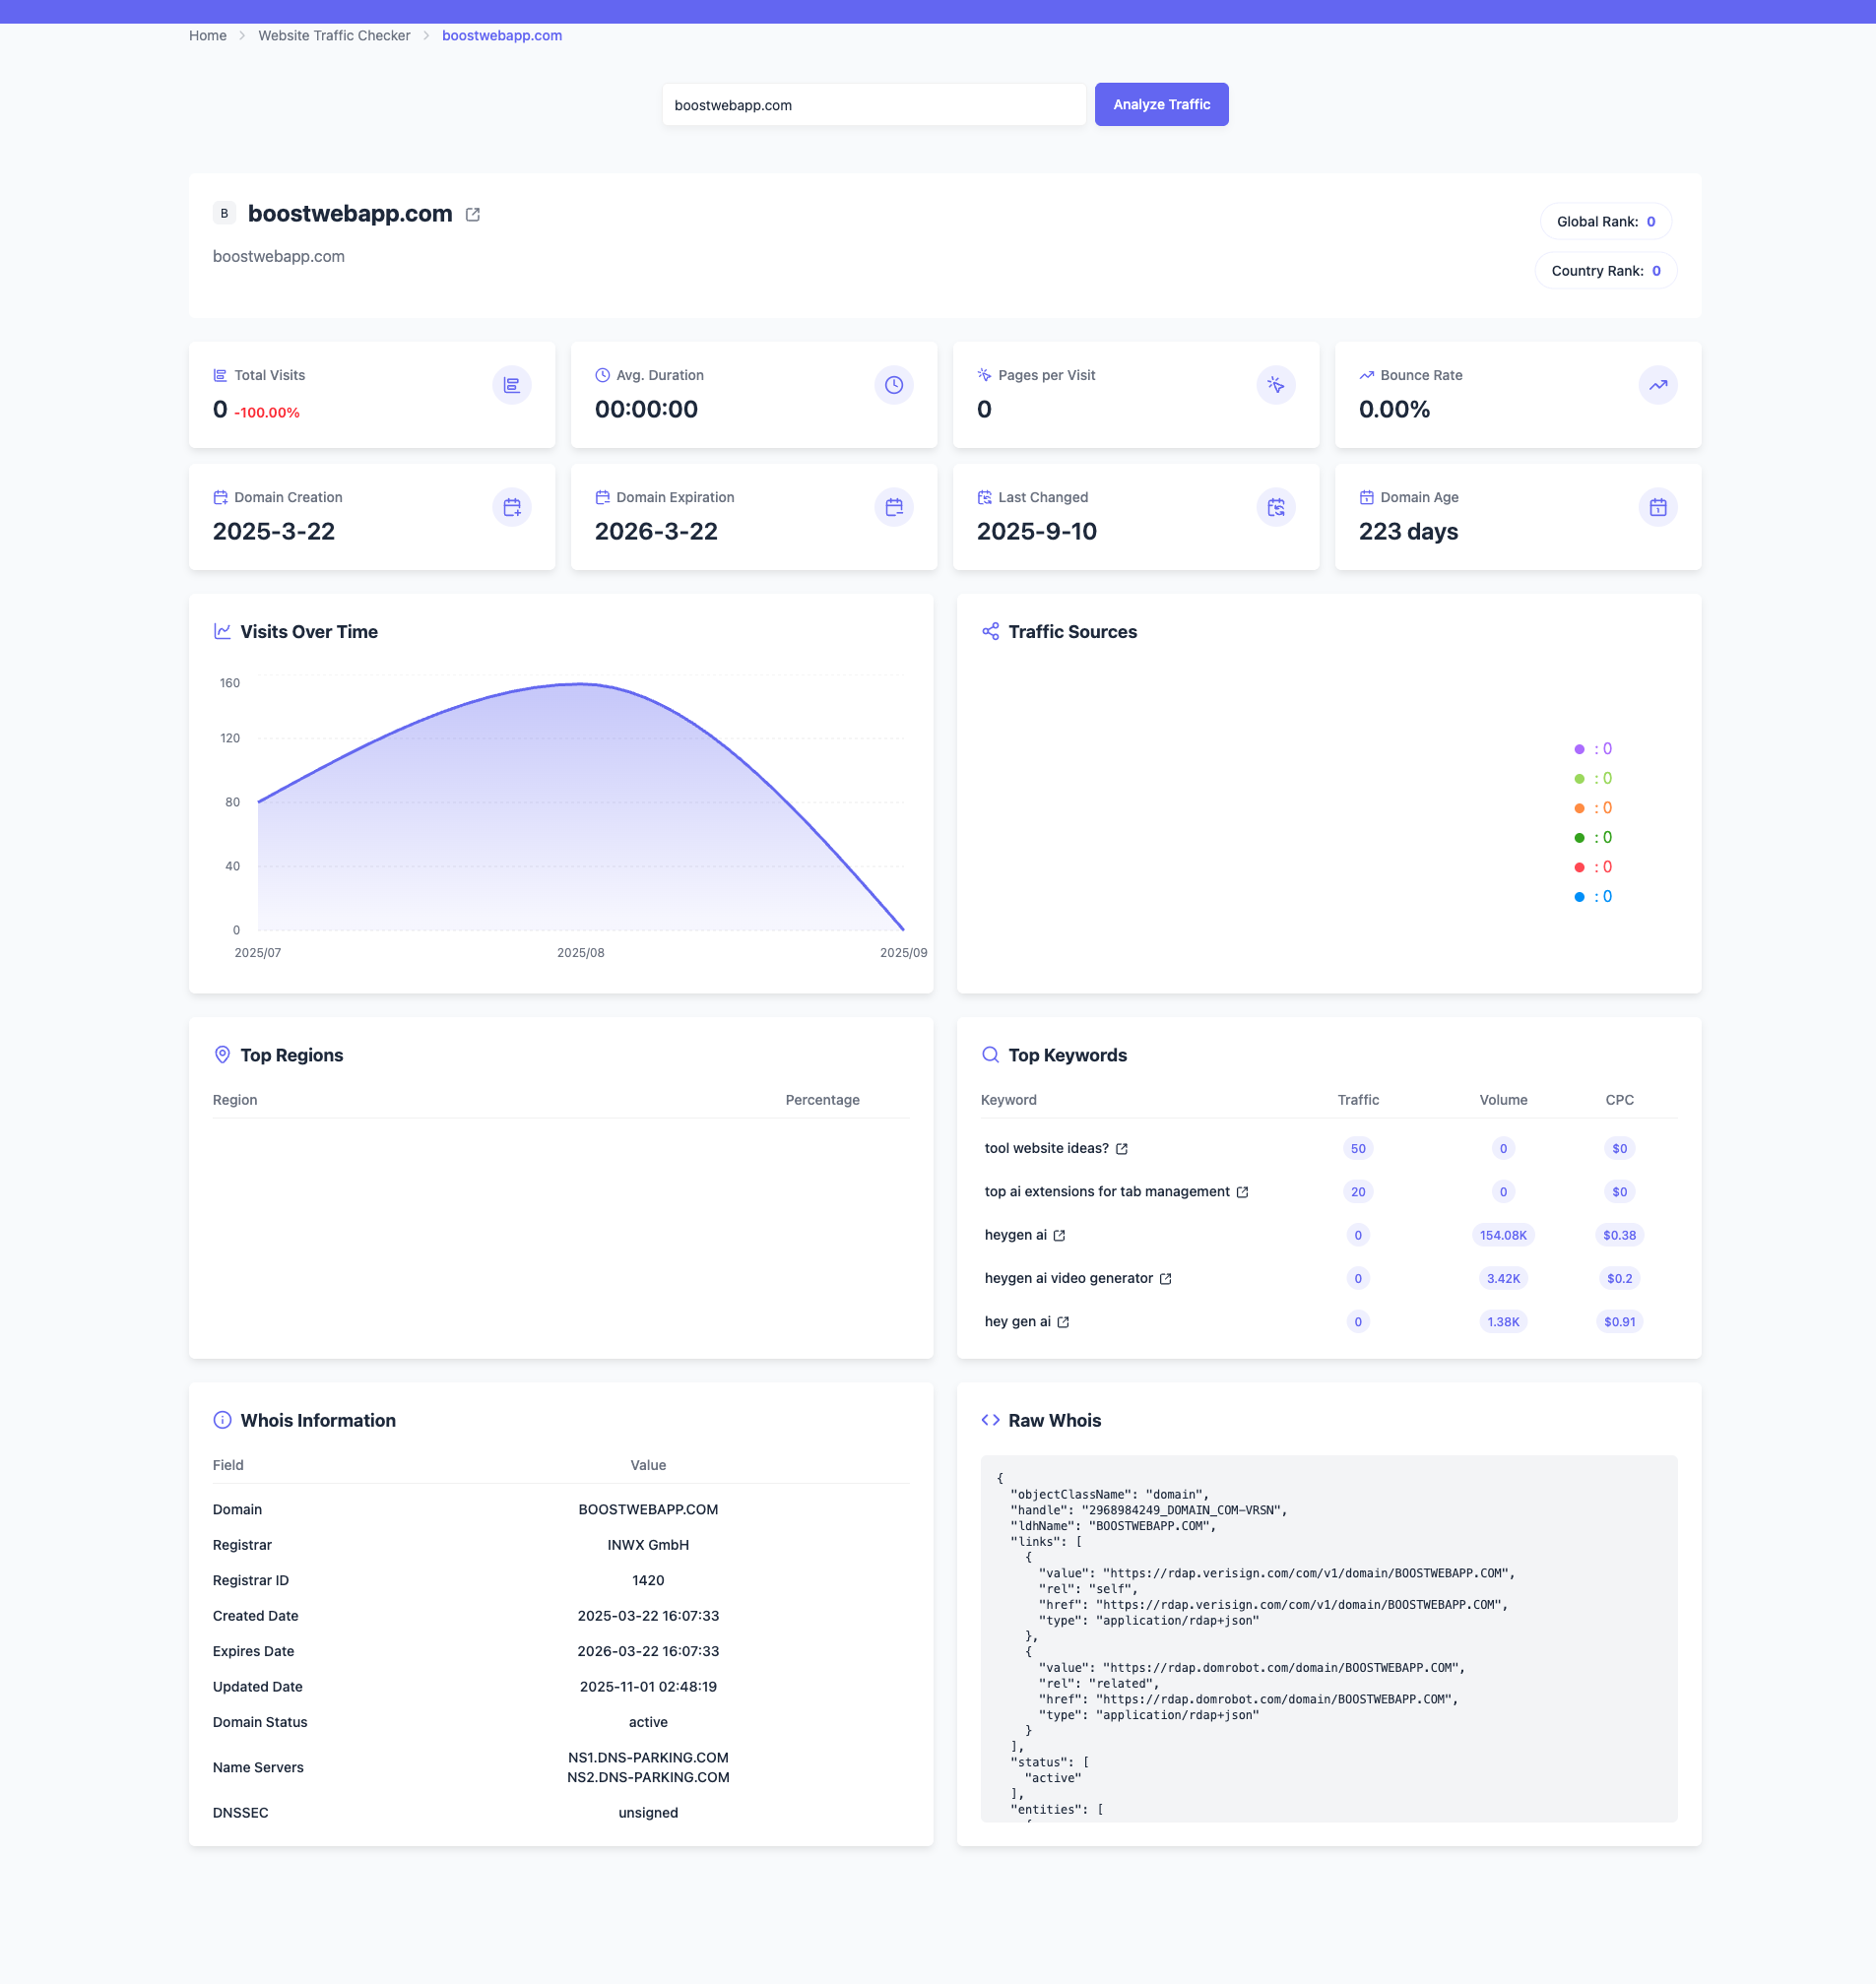 Home > Website Traffic Checker > boostwebapp.com
boostwebapp.com
Analyze Traffic
B boostwebapp.com
boostwebapp.com
Global Rank: 0
Country Rank: 0
Total Visits
0 -100.00%
Avg. Duration
00:00:00
Pages per Visit
0
Bounce Rate
0.00%
Domain Creation
2025-3-22
Domain Expiration
2026-3-22
Last Changed
2025-9-10
Domain Age
223 days
Visits Over Time
160
120
80
40
0
2025/07 2025/08 2025/09
Traffic Sources
: 0
: 0
: 0
: 0
: 0
: 0
Top Regions
Region Percentage
Top Keywords
Keyword Traffic Volume CPC
tool website ideas? 50 0 $0
top ai extensions for tab management 20 0 $0
heygen ai 0 154.08K $0.38
heygen ai video generator 0 3.42K $0.2
hey gen ai 0 1.38K $0.91
Whois Information
Field Value
Domain BOOSTWEBAPP.COM
Registrar INWX GmbH
Registrar ID 1420
Created Date 2025-03-22 16:07:33
Expires Date 2026-03-22 16:07:33
Updated Date 2025-11-01 02:48:19
Domain Status active
Name Servers NS1.DNS-PARKING.COM
NS2.DNS-PARKING.COM
DNSSEC unsigned
Raw Whois
{
"objectClassName": "domain",
"handle": "2968984249_DOMAIN_COM-VRSN",
"ldhName": "BOOSTWEBAPP.COM",
"links": [
{
"value": "https://rdap.verisign.com/com/v1/domain/BOOSTWEBAPP.COM",
"rel": "self",
"href": "https://rdap.verisign.com/com/v1/domain/BOOSTWEBAPP.COM",
"type": "application/rdap+json"
},
{
"value": "https://rdap.domrobot.com/domain/BOOSTWEBAPP.COM",
"rel": "related",
"href": "https://rdap.domrobot.com/domain/BOOSTWEBAPP.COM",
"type": "application/rdap+json"
}
],
"status": [
"active"
],
"entities": [